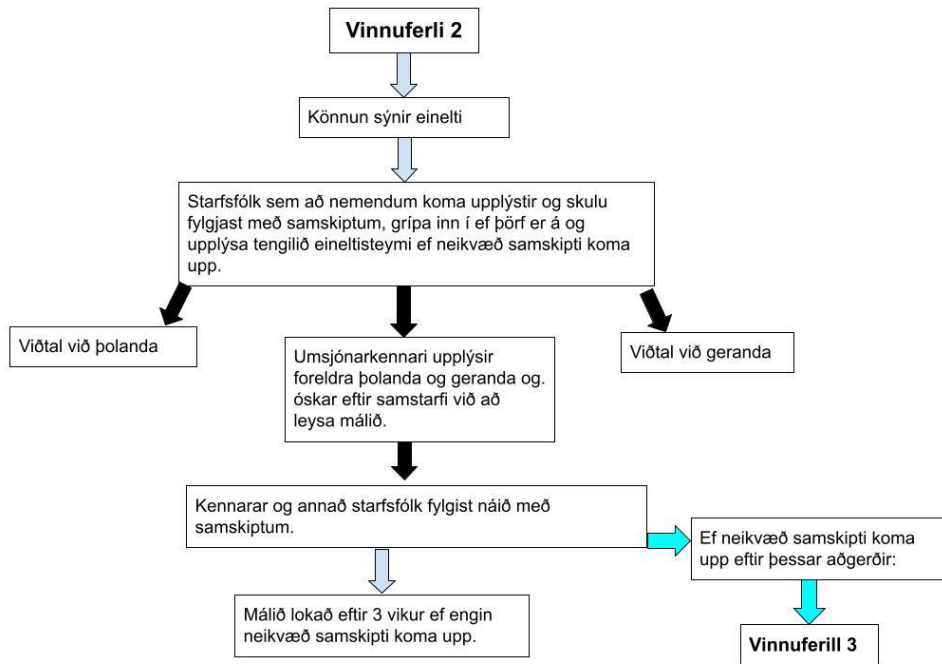 Vinnuferli 2
Könnun sýnir einelti
Starfsfólk sem að nemendum koma upplýstir og skulu
fylgjast með samskiptum, grípa inn í ef þörf er á og
upplýsa tengilið eineltisteymi ef neikvæð samskipti koma
upp.
Viðtal við þolanda
Umsjónarkennari upplýsir
foreldra þolanda og geranda og.
óskar eftir samstarfi við að
leysa málið.
Viðtal við geranda
Kennarar og annað starfsfólk fylgist náið með
samskiptum.
Ef neikvæð samskipti koma
upp eftir þessar aðgerðir:
Málið lokað eftir 3 vikur ef engin
neikvæð samskipti koma upp.
Vinnuferill 3